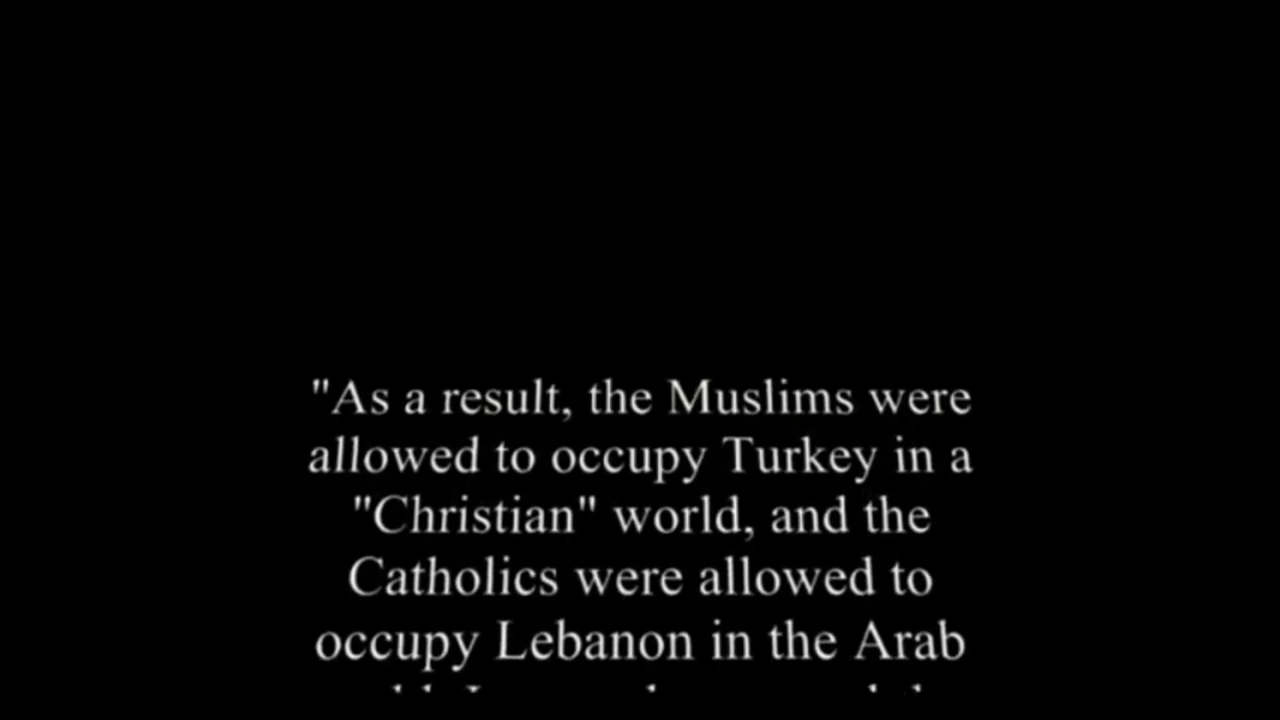 "As a result, the Muslims were
allowed to occupy Turkey in a
"Christian" world, and the
Catholics were allowed to
occupy Lebanon in the Arab